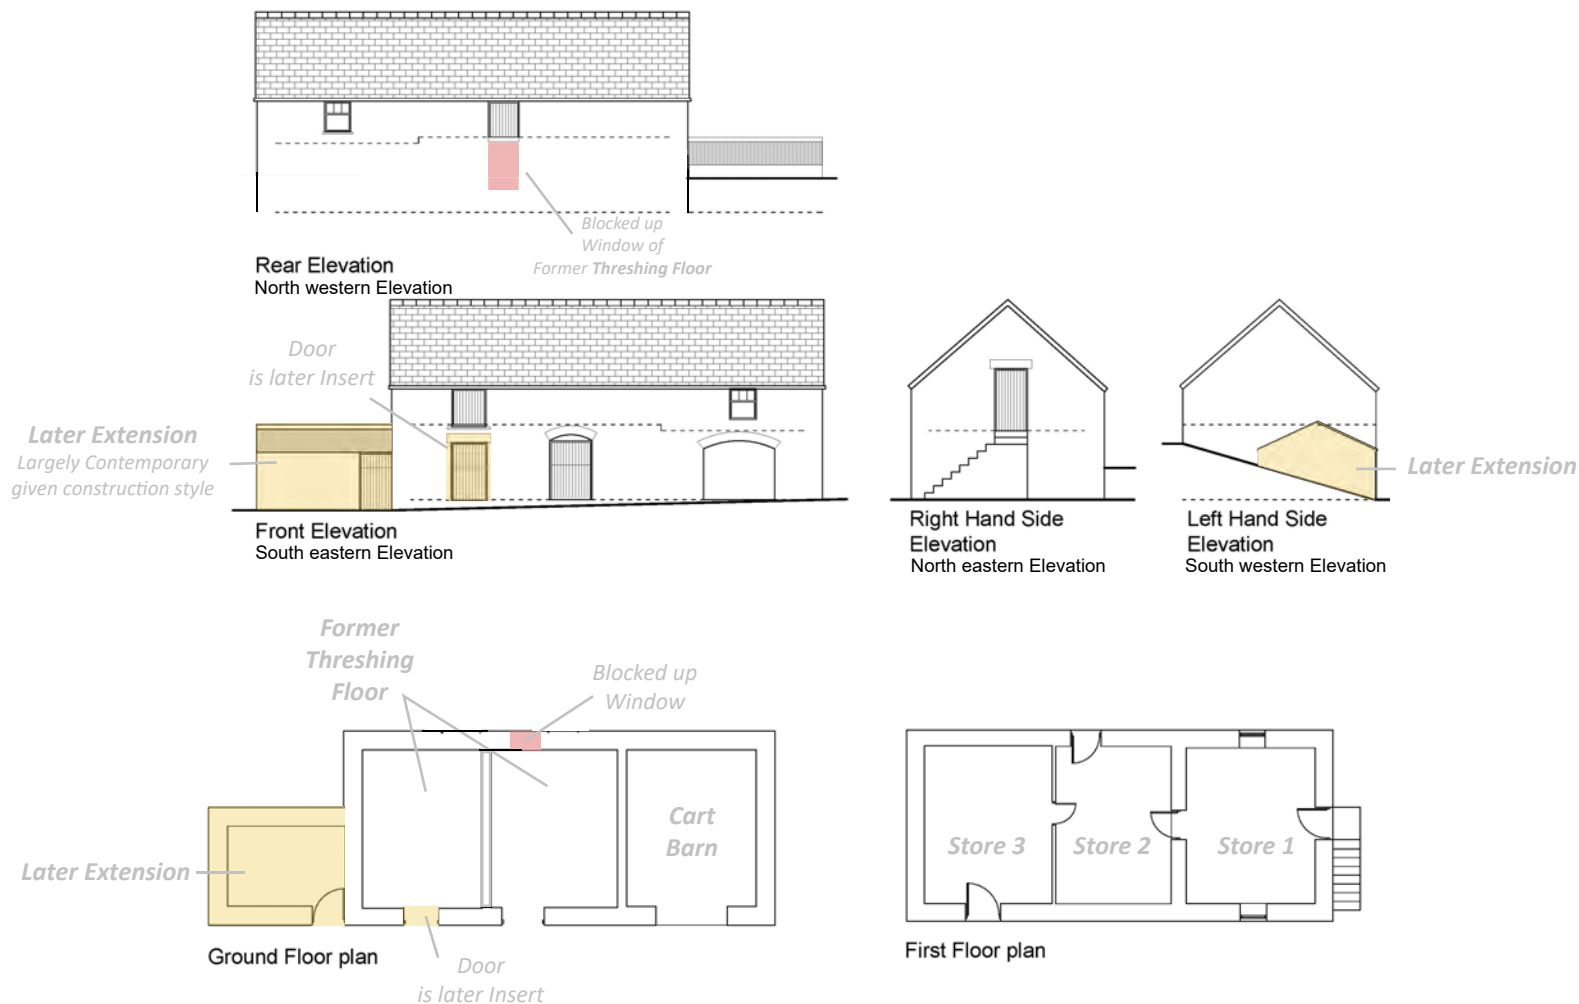 Blocked up
Window of
Former Threshing Floor
Rear Elevation
North western Elevation
Door
is later Insert
Later Extension
Largely Contemporary
given construction style
Front Elevation
South eastern Elevation
Right Hand Side
Elevation
North eastern Elevation
Later Extension
Left Hand Side
Elevation
South western Elevation
Former
Threshing
Floor
Blocked up
Window
Cart
Barn
Later Extension
Ground Floor plan
Door
is later Insert
Store 3
Store 2
Store 1
First Floor plan